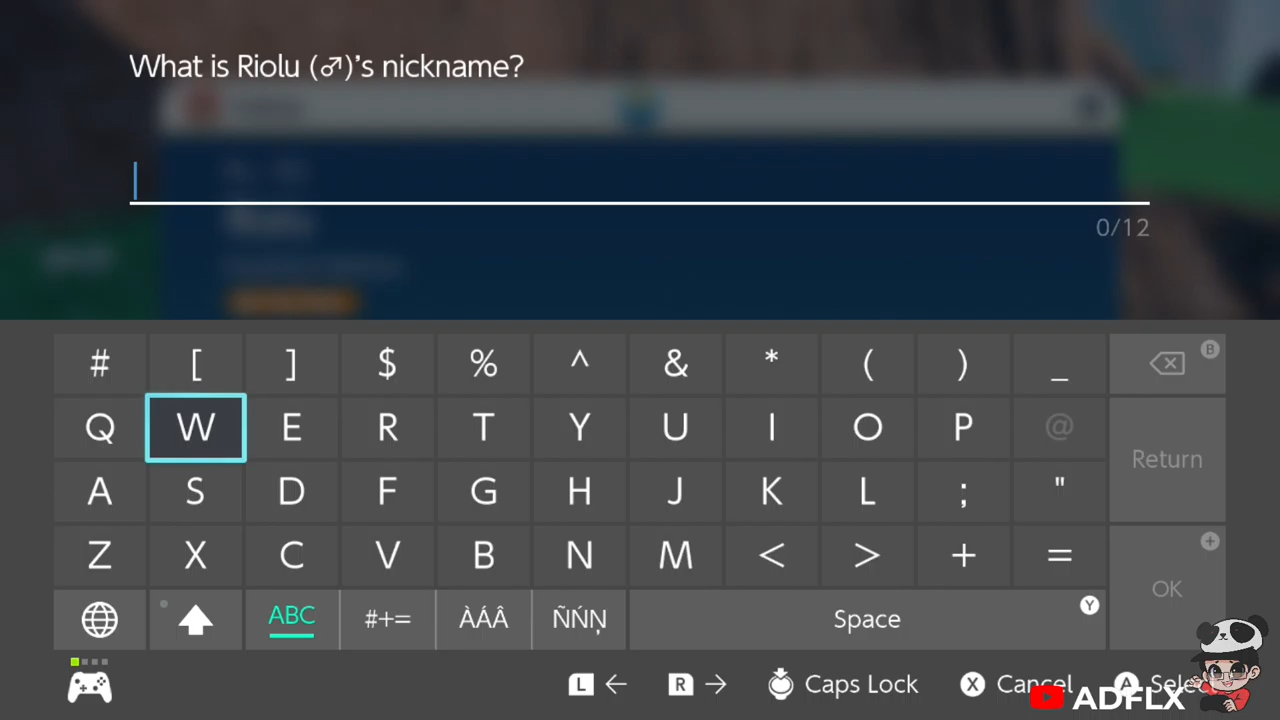 What is Riolu (♂)'s nickname?
0/12
# [ ] $ % ^ & * ( ) _ B
Q W E R T Y U I O P @
Return
A S D F G H J K L ; "
Z X C V B N M < > + = +
OK
ABC #+= ÀÁÂ ÑŃŅ Space Y
L ← R → Caps Lock X Cancel A
ADFLX